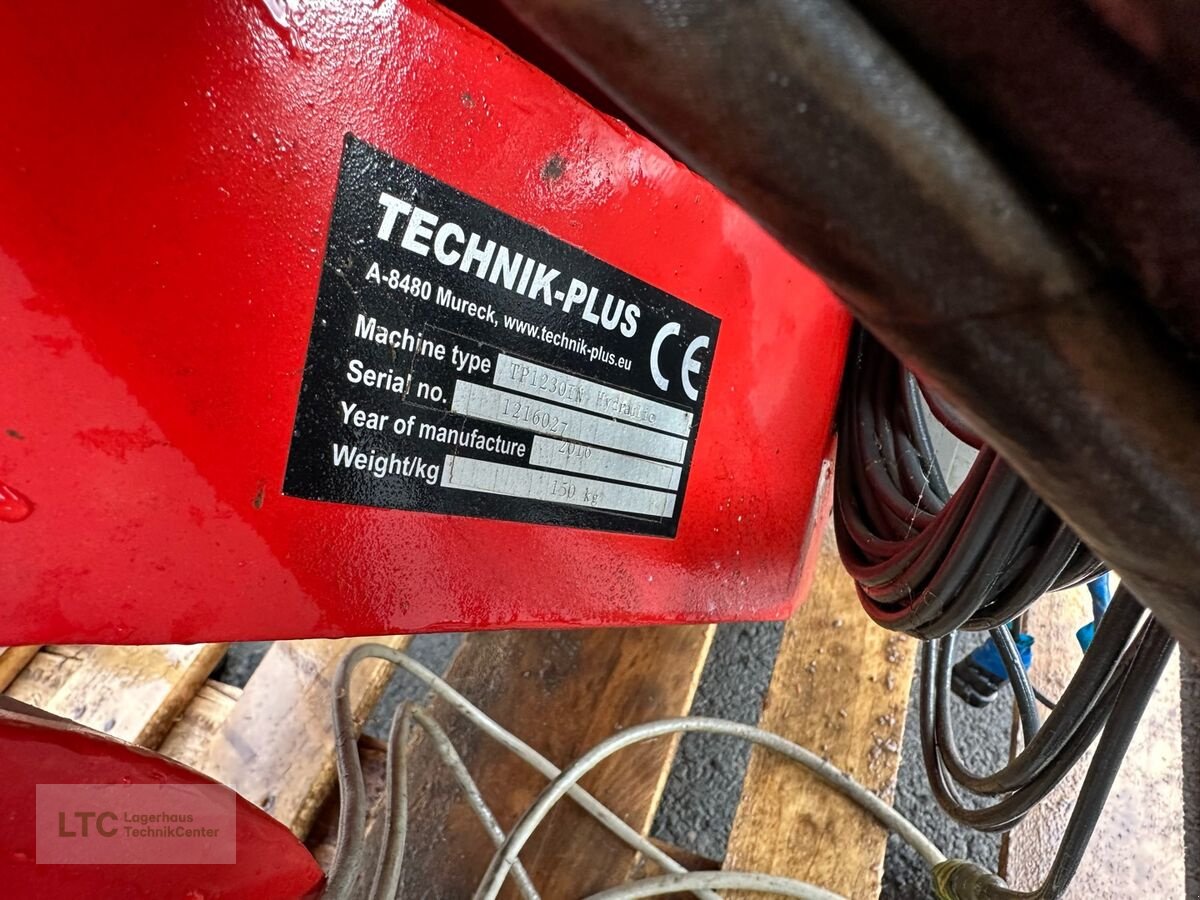 TECHNIK-PLUS
A-8480 Mureck, www.technik-plus.eu
CE
Machine type TP1230IN Hydraulic
Serial no. 1216027
Year of manufacture 2016
Weight/kg 150 kg
LTC Lagerhaus
TechnikCenter